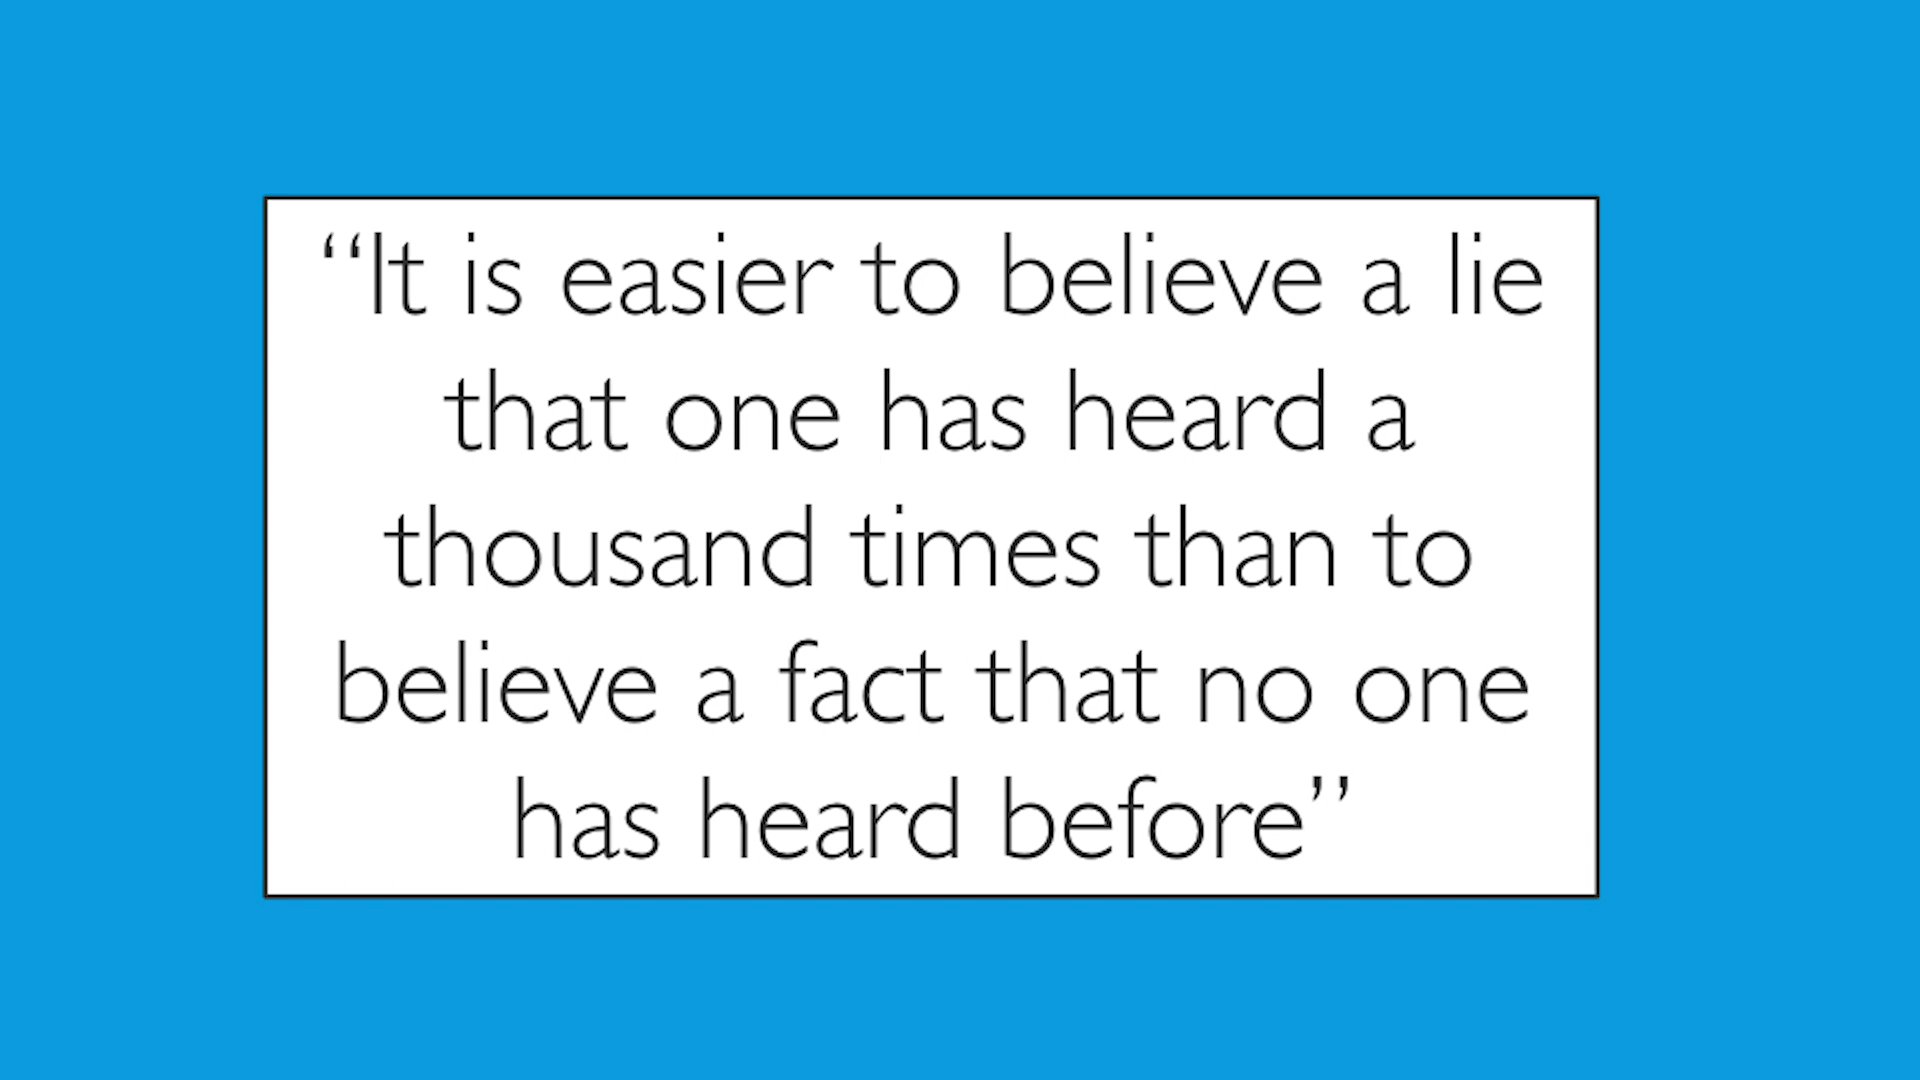 “It is easier to believe a lie
that one has heard a
thousand times than to
believe a fact that no one
has heard before”